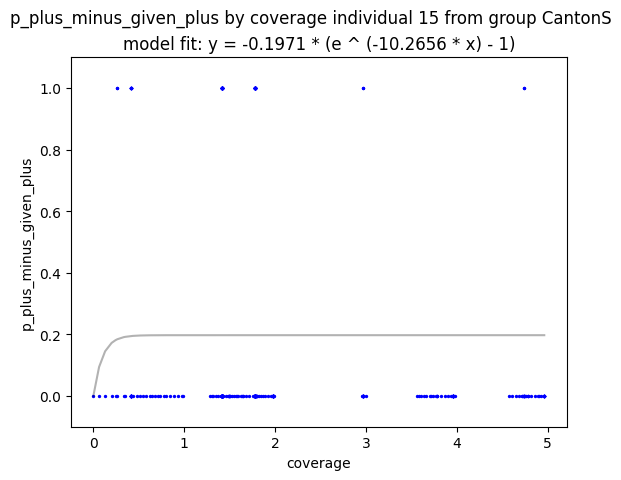 p_plus_minus_given_plus by coverage individual 15 from group CantonS
model fit: y = -0.1971 * (e ^ (-10.2656 * x) - 1)
1.0
0.8
0.6
0.4
0.2
0.0
p_plus_minus_given_plus
0 1 2 3 4 5
coverage